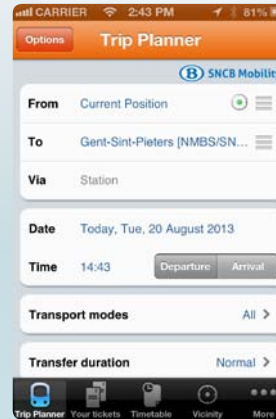 CARRIER 2:43 PM 81%
Options Trip Planner
B SNCB Mobility
From Current Position
To Gent-Sint-Pieters [NMBS/SN...
Via Station
Date Today, Tue, 20 August 2013
Time 14:43 Departure Arrival
Transport modes All >
Transfer duration Normal >
Trip Planner Your tickets Timetable Vicinity More